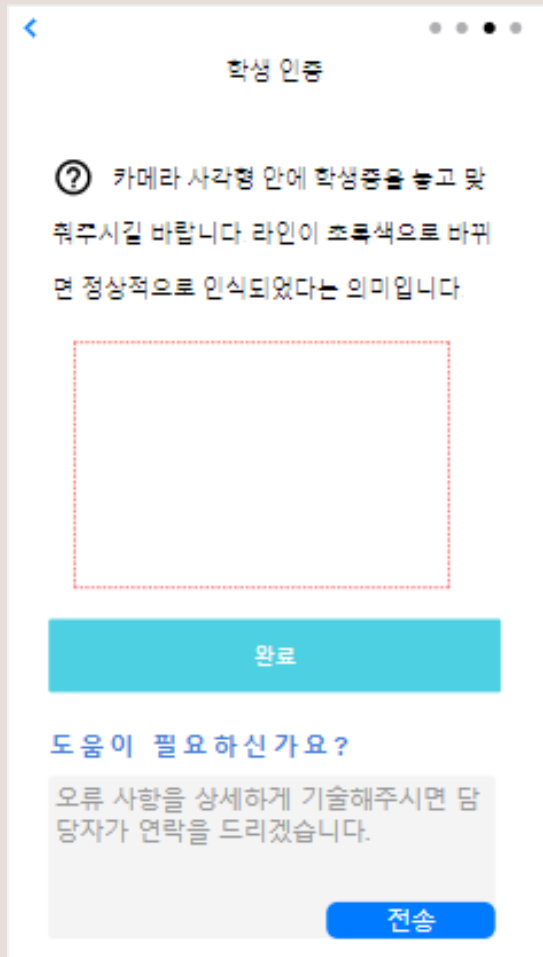 학생 인증
카메라 사각형 안에 학생증을 놓고 맞
춰주시길 바랍니다. 라인이 초록색으로 바뀌
면 정상적으로 인식되었다는 의미입니다.
완료
도움이 필요하신가요?
오류 사항을 상세하게 기술해주시면 담
당자가 연락을 드리겠습니다.
전송